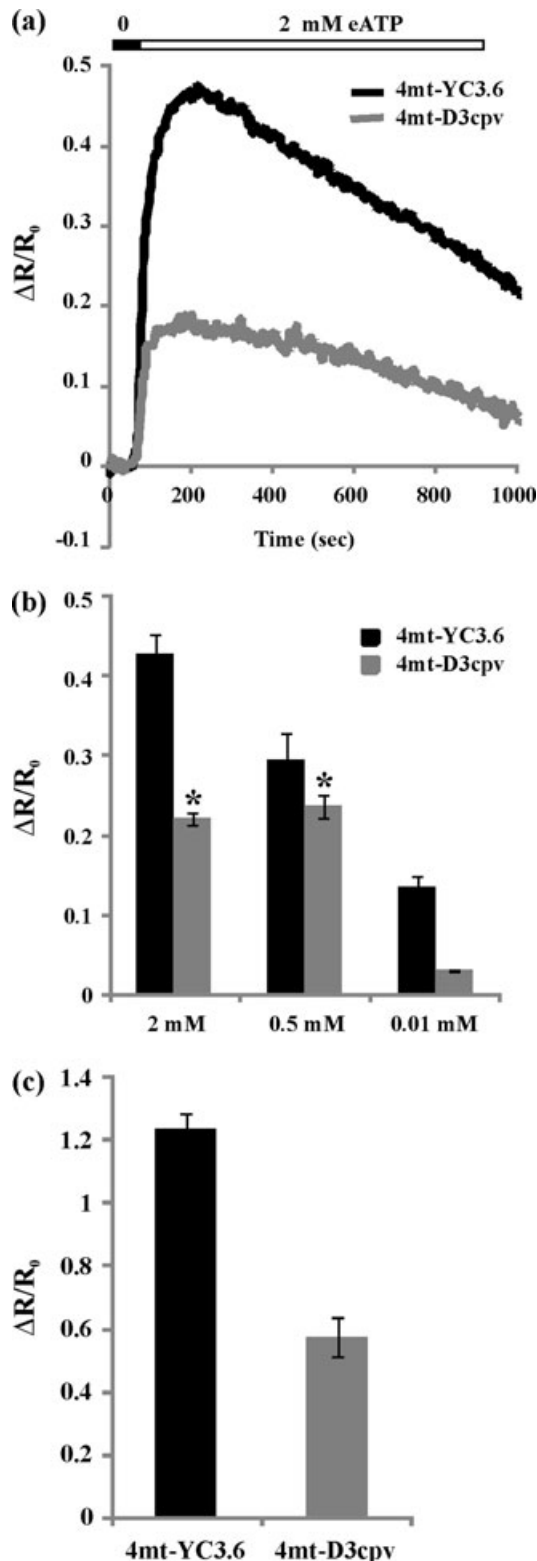 (a)
0 2 mM eATP
0.5
4mt-YC3.6
4mt-D3cpv
0.4
0.3
0.2
0.1
0
-0.1
ΔR/R₀
0 200 400 600 800 1000
Time (sec)
(b)
0.5
4mt-YC3.6
4mt-D3cpv
0.4
0.3
0.2
0.1
0
ΔR/R₀
* *
2 mM 0.5 mM 0.01 mM
(c)
1.4
1.2
1
0.8
0.6
0.4
0.2
0
ΔR/R₀
4mt-YC3.6 4mt-D3cpv